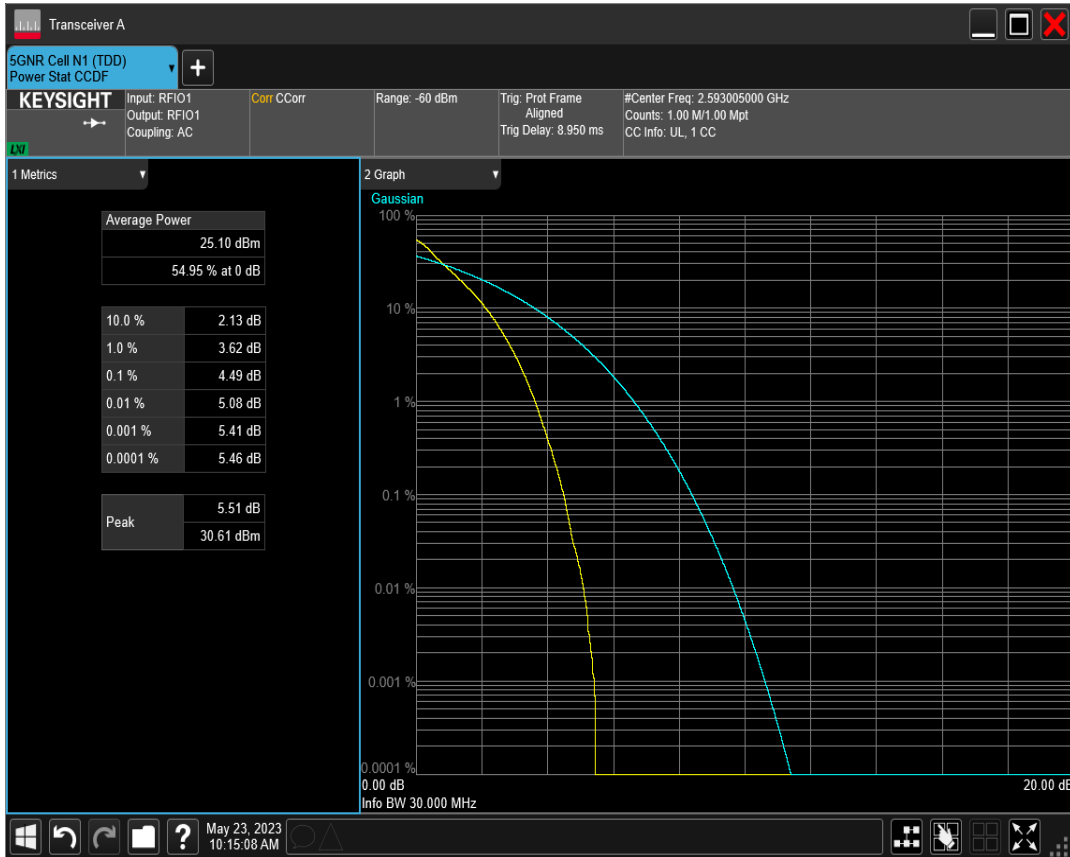 Transceiver A
5GNR Cell N1 (TDD)
Power Stat CCDF
+
KEYSIGHT
LXI
Input: RFIO1
Output: RFIO1
Coupling: AC
Corr CCorr
Range: -60 dBm
Trig: Prot Frame
Aligned
Trig Delay: 8.950 ms
#Center Freq: 2.593005000 GHz
Counts: 1.00 M/1.00 Mpt
CC Info: UL, 1 CC
1 Metrics
Average Power
25.10 dBm
54.95 % at 0 dB
10.0 % 2.13 dB
1.0 % 3.62 dB
0.1 % 4.49 dB
0.01 % 5.08 dB
0.001 % 5.41 dB
0.0001 % 5.46 dB
Peak
5.51 dB
30.61 dBm
2 Graph
Gaussian
100 %
10 %
1 %
0.1 %
0.01 %
0.001 %
0.0001 %
0.00 dB 20.00 dB
Info BW 30.000 MHz
?
May 23, 2023
10:15:08 AM